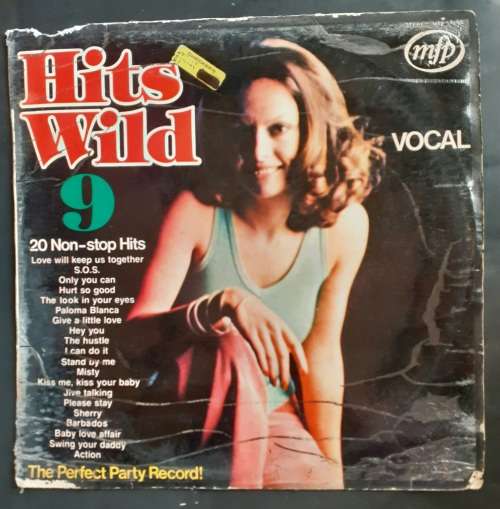 Hits
Wild
9
mfp
VOCAL
20 Non-stop Hits
Love will keep us together
S.O.S.
Only you can
Hurt so good
The look in your eyes
Paloma Blanca
Give a little love
Hey you
The hustle
I can do it
Stand by me
Misty
Kiss me, kiss your baby
Jive talking
Please stay
Sherry
Barbados
Baby love affair
Swing your daddy
Action
The Perfect Party Record!